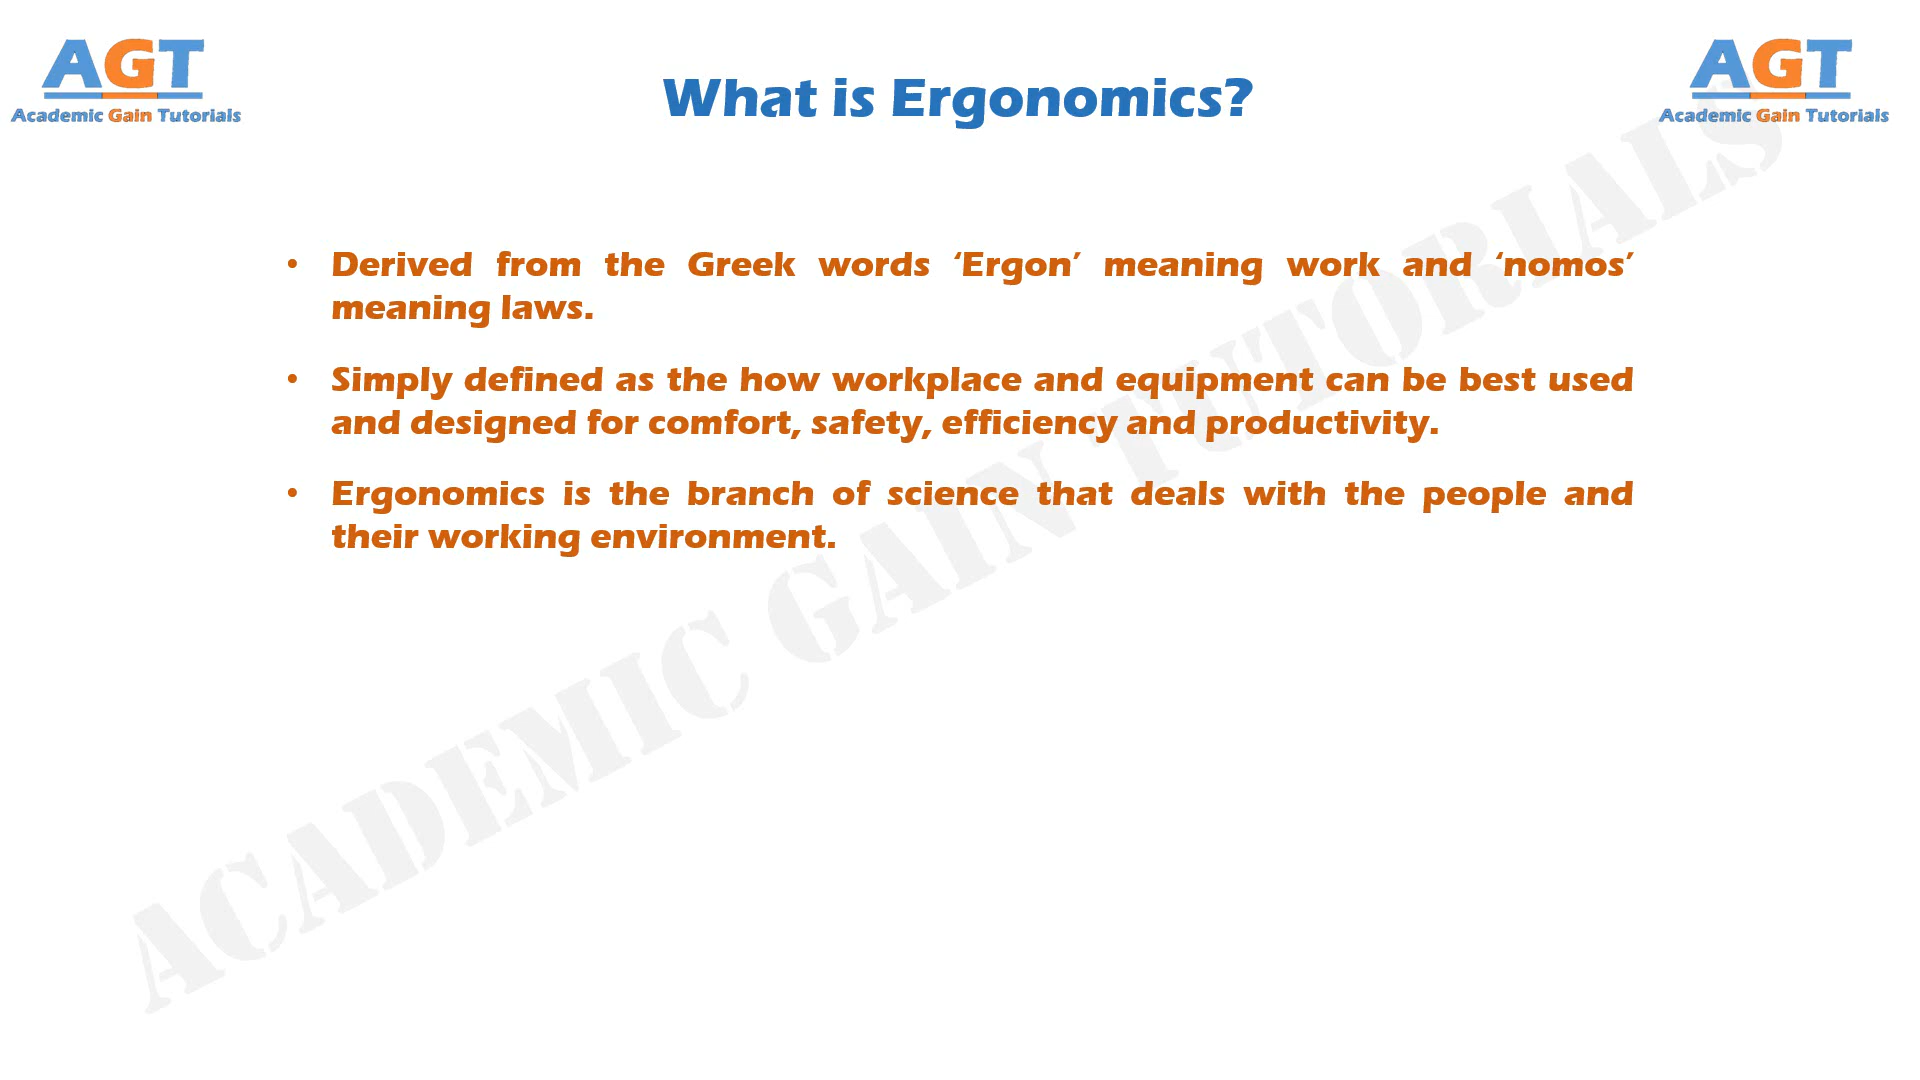 AGT
Academic Gain Tutorials
What is Ergonomics?
AGT
Academic Gain Tutorials
• Derived from the Greek words ‘Ergon’ meaning work and ‘nomos’
meaning laws.
• Simply defined as the how workplace and equipment can be best used
and designed for comfort, safety, efficiency and productivity.
• Ergonomics is the branch of science that deals with the people and
their working environment.
ACADEMIC GAIN TUTORIALS